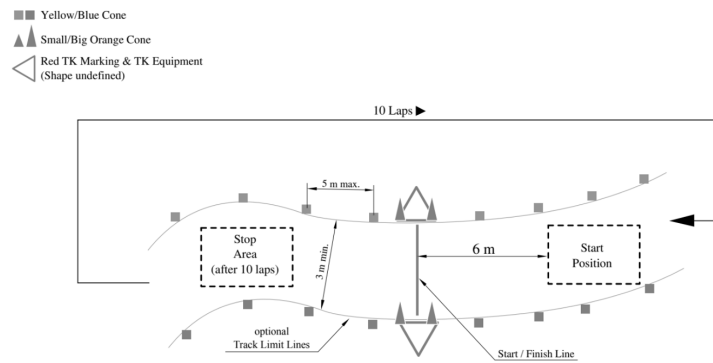 Yellow/Blue Cone
Small/Big Orange Cone
Red TK Marking & TK Equipment
(Shape undefined)
10 Laps
5 m max.
Stop
Area
(after 10 laps)
3 m min.
6 m
Start
Position
optional
Track Limit Lines
Start / Finish Line